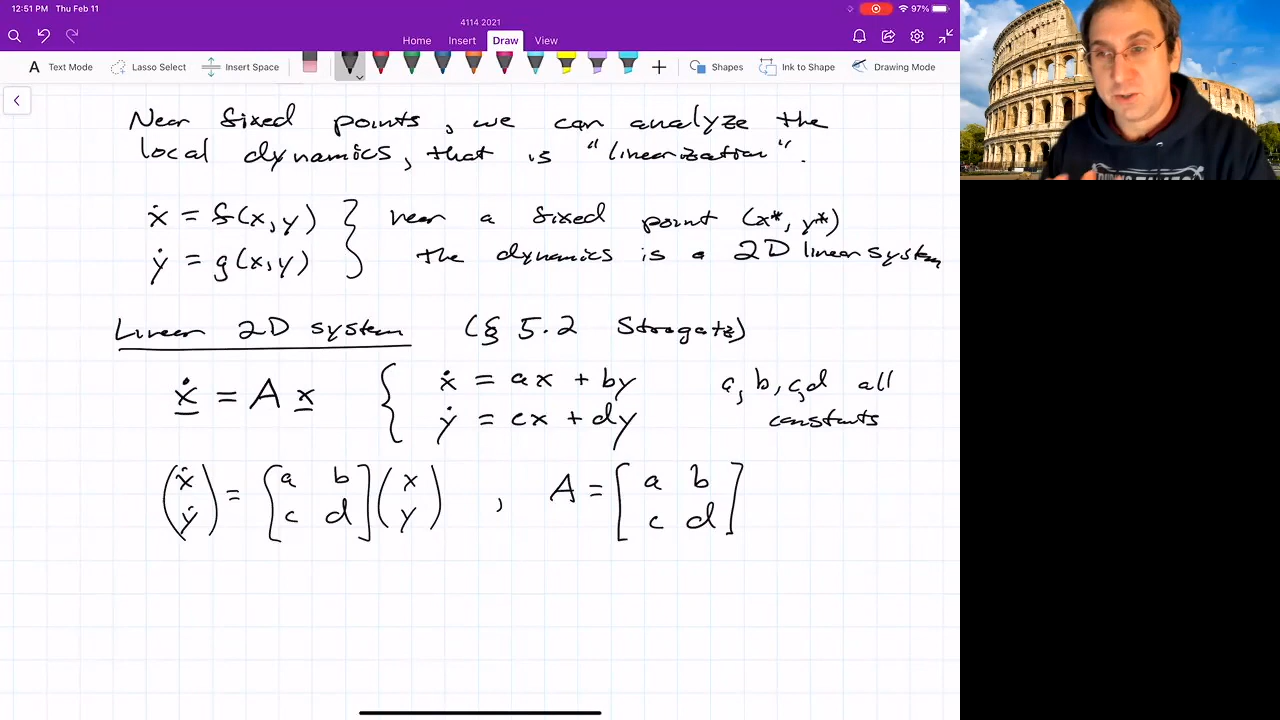 12:51 PM Thu Feb 11
97%
4114 2021
Home Insert Draw View
Text Mode Lasso Select Insert Space Shapes Ink to Shape Drawing Mode
Near fixed points, we can analyze the
local dynamics, that is "linearization".
ẋ = f(x, y) } near a fixed point (x*, y*)
ẏ = g(x, y) } the dynamics is a 2D linear system
Linear 2D system (§ 5.2 Strogatz)
ẋ = A x { ẋ = ax + by a, b, c, d all
ẏ = cx + dy constants
(ẋ ẏ) = [a b c d] (x y) , A = [a b c d]